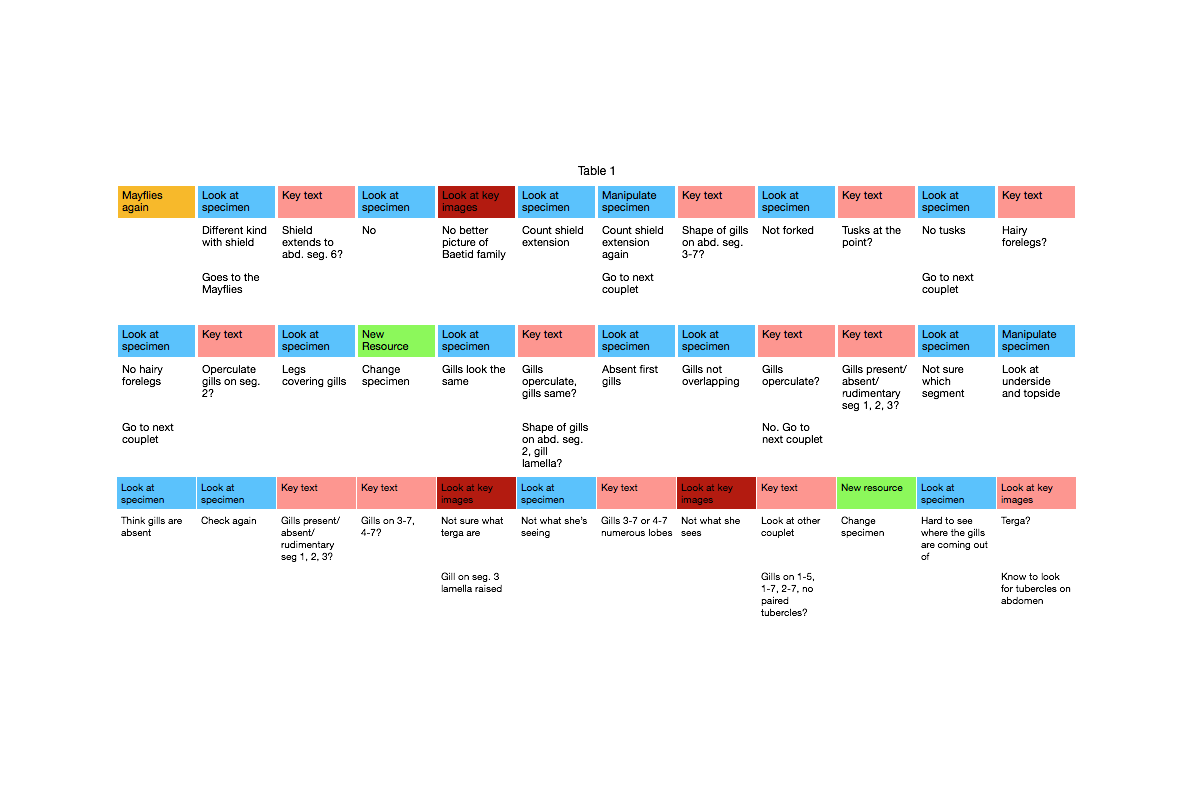 Table 1
Mayflies again
Look at specimen
Key text
Look at specimen
Look at key images
Look at specimen
Manipulate specimen
Key text
Look at specimen
Key text
Look at specimen
Key text
Different kind with shield
Shield extends to abd. seg. 6?
No
No better picture of Baetid family
Count shield extension
Count shield extension again
Shape of gills on abd. seg. 3-7?
Not forked
Tusks at the point?
No tusks
Hairy forelegs?
Goes to the Mayflies
Go to next couplet
Go to next couplet
Look at specimen
Key text
Look at specimen
New Resource
Look at specimen
Key text
Look at specimen
Look at specimen
Key text
Key text
Look at specimen
Manipulate specimen
No hairy forelegs
Operculate gills on seg. 2?
Legs covering gills
Change specimen
Gills look the same
Gills operculate, gills same?
Absent first gills
Gills not overlapping
Gills operculate?
Gills present/ absent/ rudimentary seg 1, 2, 3?
Not sure which segment
Look at underside and topside
Go to next couplet
Shape of gills on abd. seg. 2, gill lamella?
No. Go to next couplet
Look at specimen
Look at specimen
Key text
Key text
Look at key images
Look at specimen
Key text
Look at key images
Key text
New resource
Look at specimen
Look at key images
Think gills are absent
Check again
Gills present/ absent/ rudimentary seg 1, 2, 3?
Gills on 3-7, 4-7?
Not sure what terga are
Not what she's seeing
Gills 3-7 or 4-7 numerous lobes
Not what she sees
Look at other couplet
Change specimen
Hard to see where the gills are coming out of
Terga?
Gill on seg. 3 lamella raised
Gills on 1-5, 1-7, 2-7, no paired tubercles?
Know to look for tubercles on abdomen